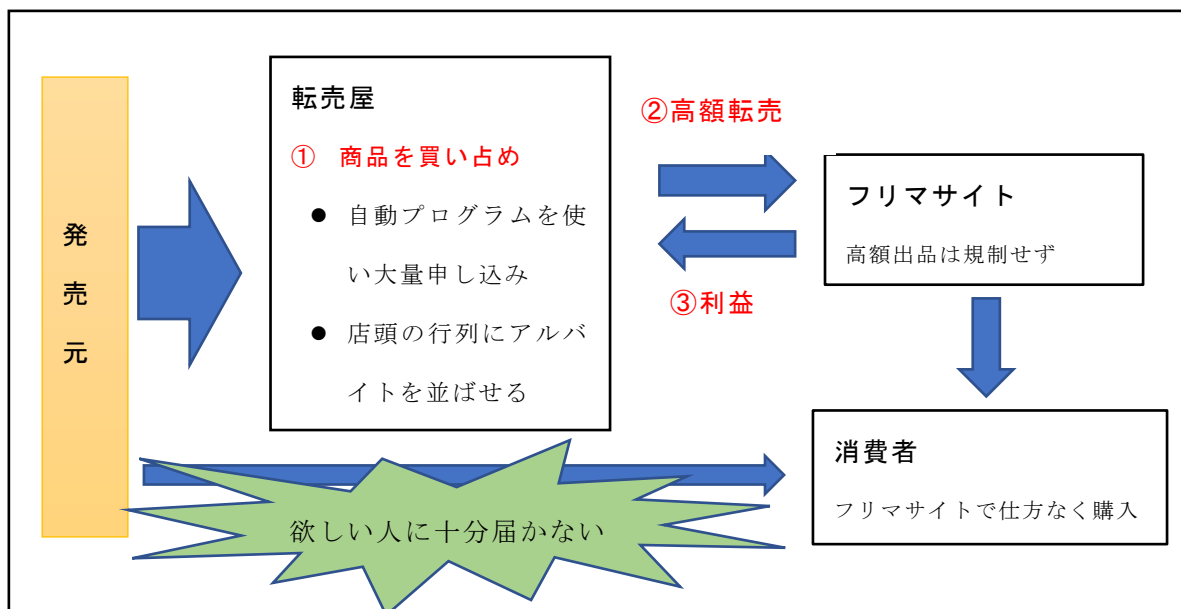 発
売
元
転売屋
① 商品を買い占め
● 自動プログラムを使
い大量申し込み
● 店頭の行列にアルバ
イトを並ばせる
②高額転売
③利益
フリマサイト
高額出品は規制せず
消費者
フリマサイトで仕方なく購入
欲しい人に十分届かない